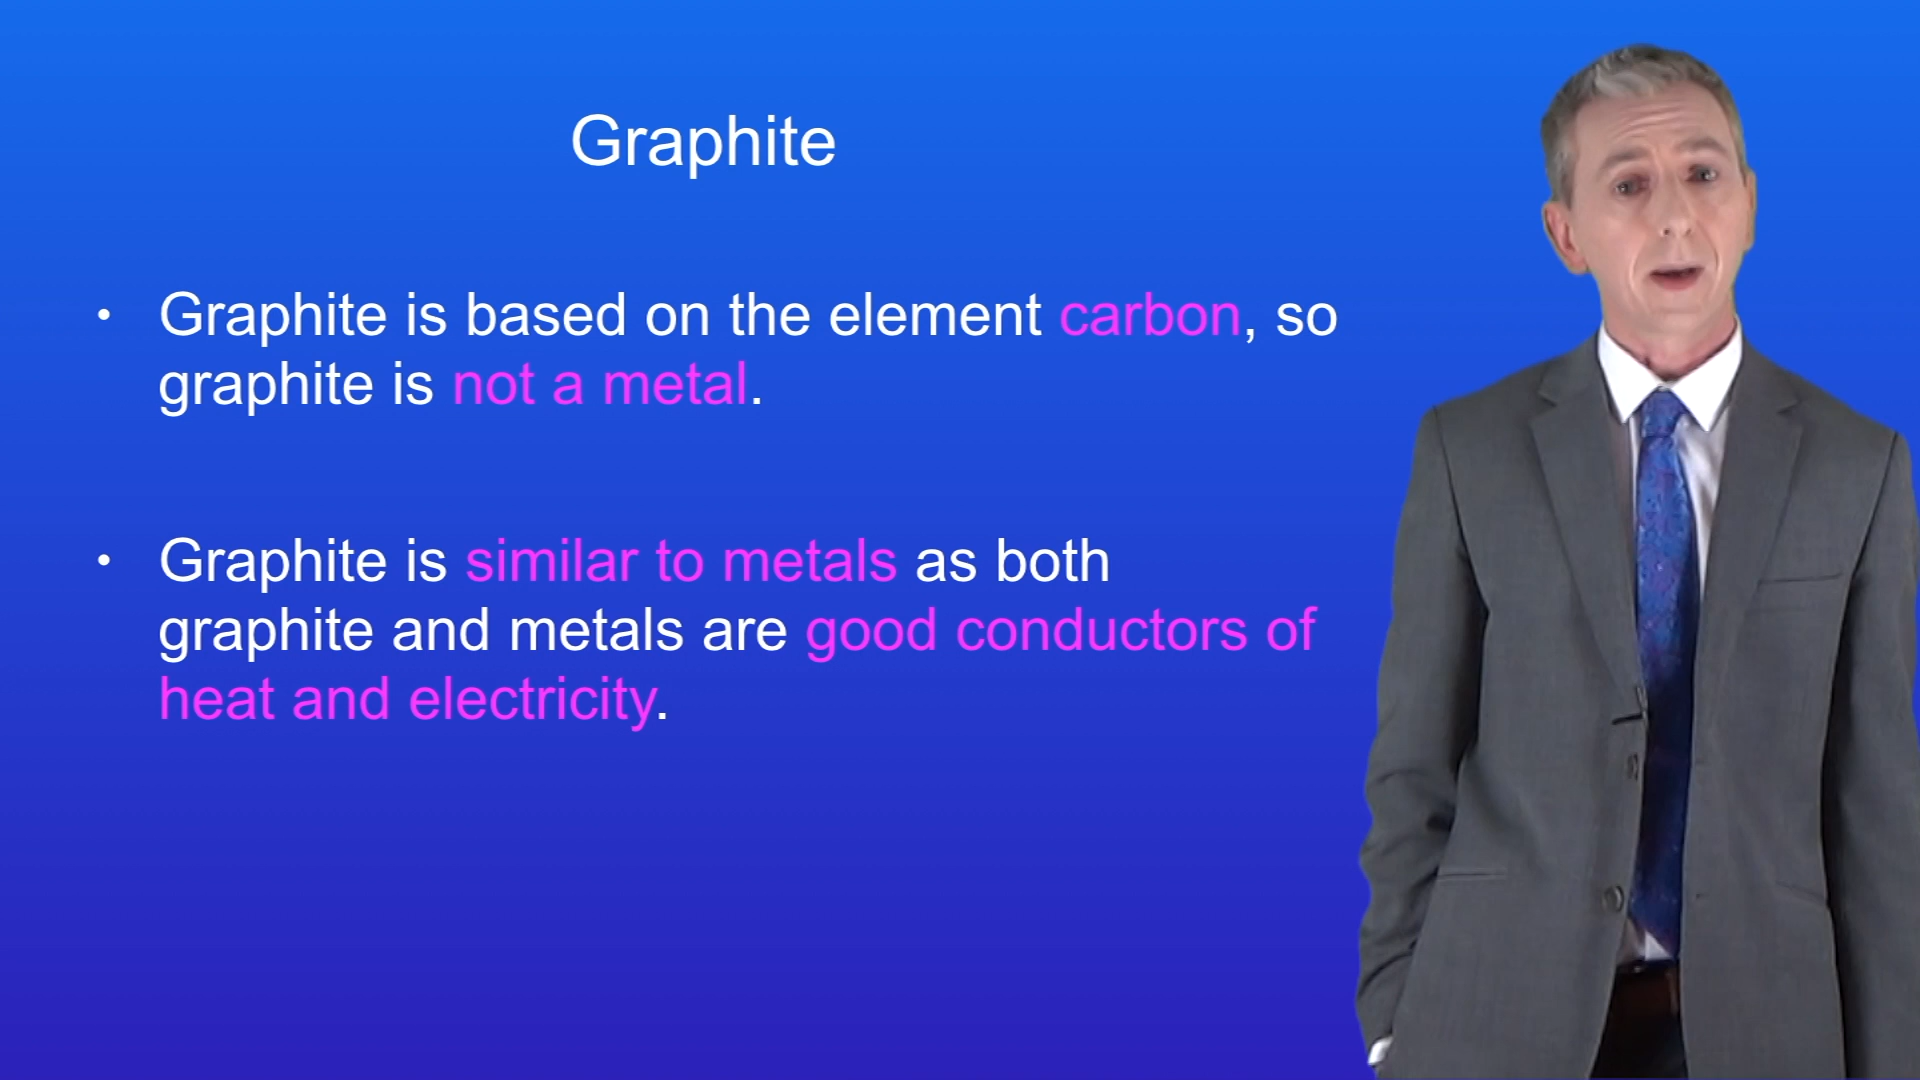 Graphite
• Graphite is based on the element carbon, so
graphite is not a metal.
• Graphite is similar to metals as both
graphite and metals are good conductors of
heat and electricity.